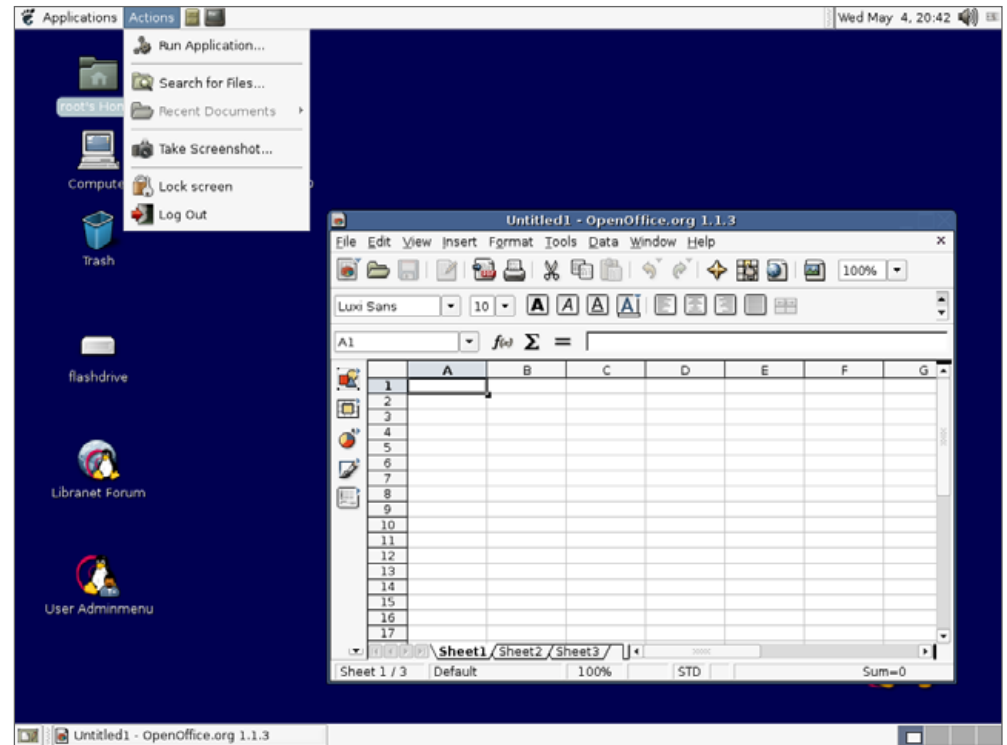 Applications Actions Wed May 4, 20:42
Run Application...
Search for Files...
Recent Documents
Take Screenshot...
Lock screen
Log Out
root's Hom
Compute
Trash
flashdrive
Libranet Forum
User Adminmenu
Untitled1 - OpenOffice.org 1.1.3
File Edit View Insert Format Tools Data Window Help
100%
Luxi Sans 10 A A A A
A1 f(x) Σ =
A B C D E F G
1
2
3
4
5
6
7
8
9
10
11
12
13
14
15
16
17
Sheet1 Sheet2 Sheet3
Sheet 1 / 3 Default 100% STD Sum=0
Untitled1 - OpenOffice.org 1.1.3